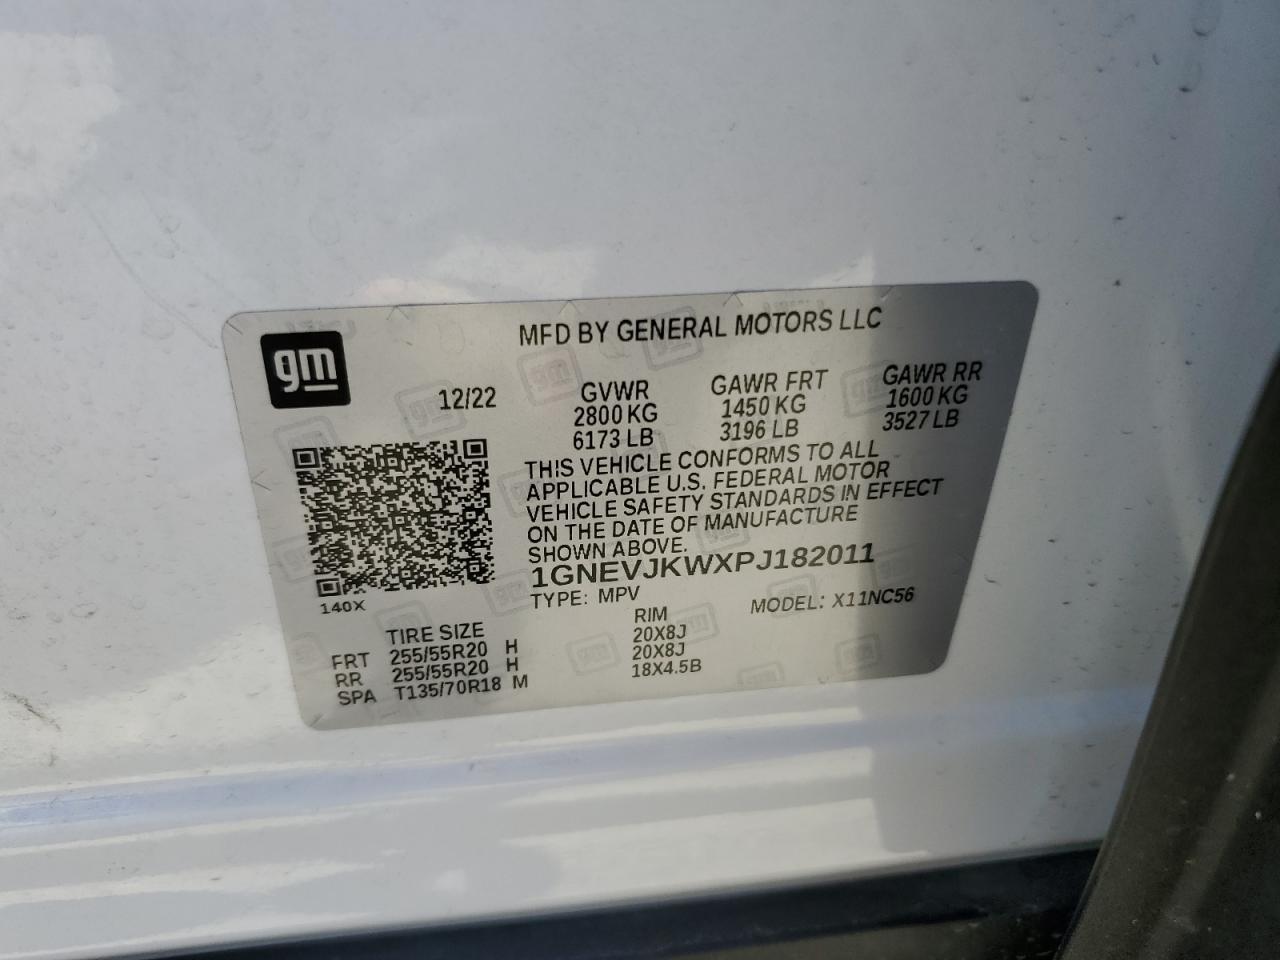 gm
MFD BY GENERAL MOTORS LLC
12/22
GVWR GAWR FRT GAWR RR
2800 KG 1450 KG 1600 KG
6173 LB 3196 LB 3527 LB
THIS VEHICLE CONFORMS TO ALL
APPLICABLE U.S. FEDERAL MOTOR
VEHICLE SAFETY STANDARDS IN EFFECT
ON THE DATE OF MANUFACTURE
SHOWN ABOVE.
1GNEVJKWXPJ182011
TYPE: MPV MODEL: X11NC56
140X
TIRE SIZE RIM
FRT 255/55R20 H 20X8J
RR 255/55R20 H 20X8J
SPA T135/70R18 M 18X4.5B